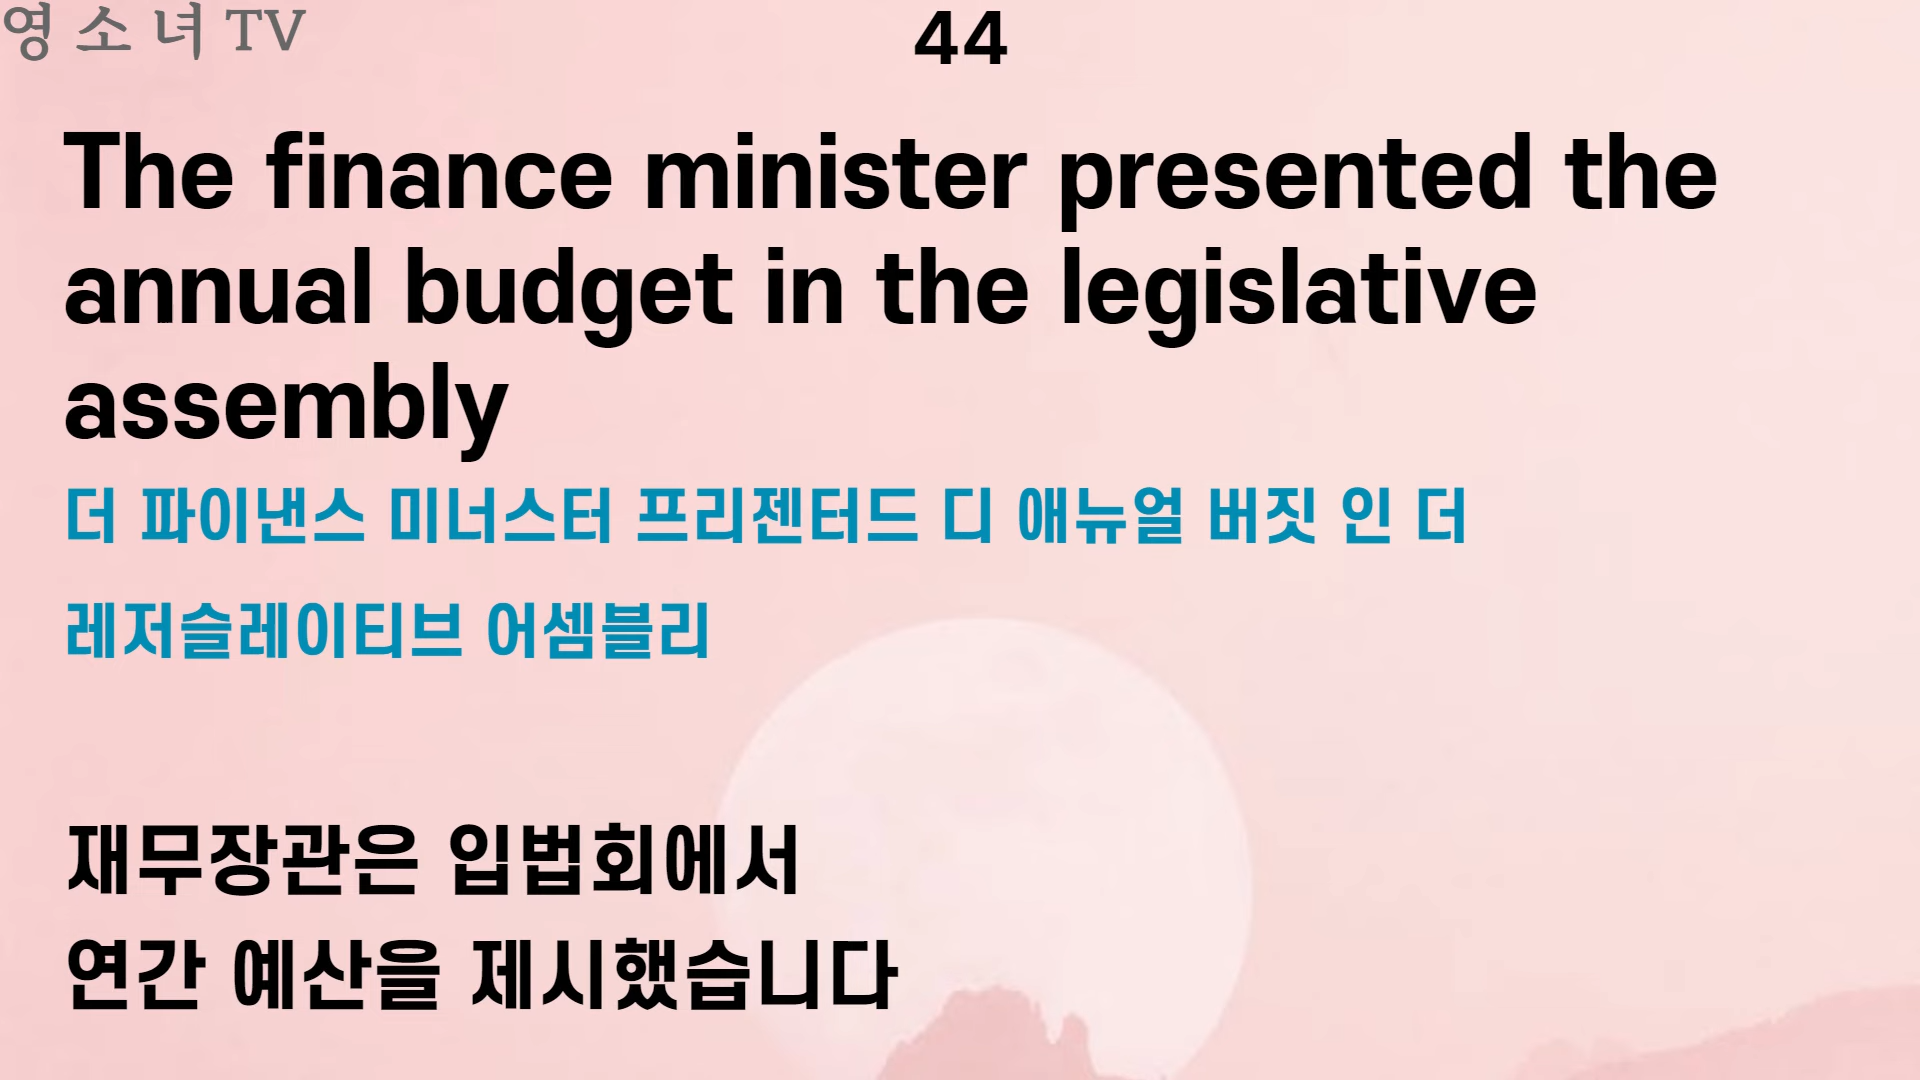 영소녀TV
44
The finance minister presented the
annual budget in the legislative
assembly
더 파이낸스 미너스터 프리젠터드 디 애뉴얼 버짓 인 더
레저슬레이티브 어셈블리
재무장관은 입법회에서
연간 예산을 제시했습니다